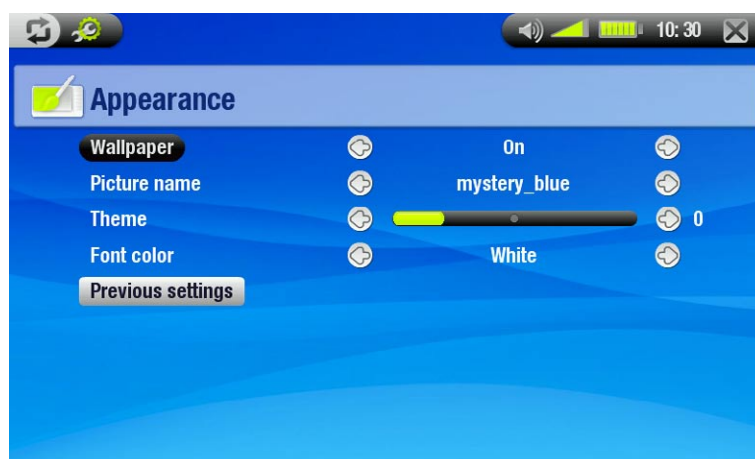 10:30
Appearance
Wallpaper On
Picture name mystery_blue
Theme 0
Font color White
Previous settings